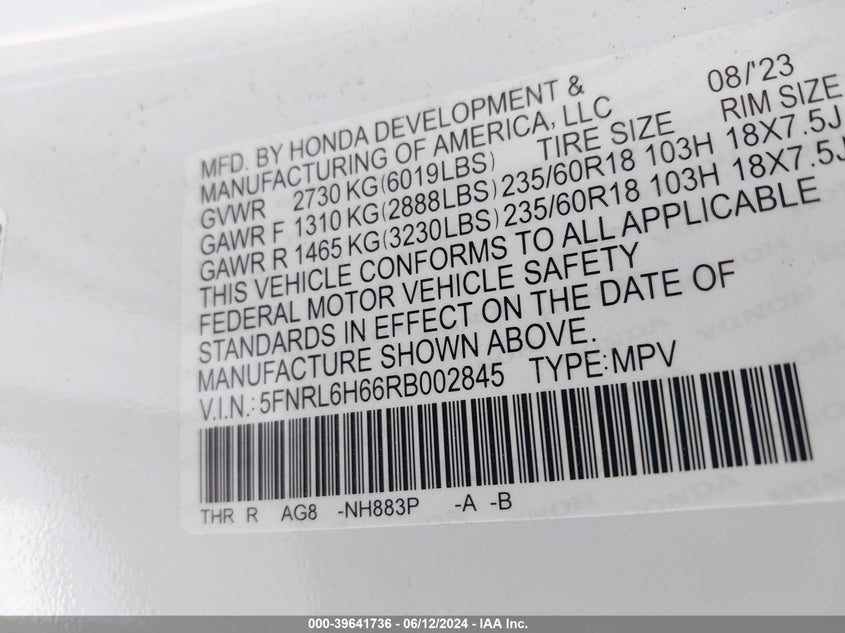 MFD. BY HONDA DEVELOPMENT & 08/'23
MANUFACTURING OF AMERICA, LLC
GVWR 2730 KG(6019LBS) TIRE SIZE RIM SIZE
GAWR F 1310 KG(2888LBS) 235/60R18 103H 18X7.5J
GAWR R 1465 KG(3230LBS) 235/60R18 103H 18X7.5J
THIS VEHICLE CONFORMS TO ALL APPLICABLE
FEDERAL MOTOR VEHICLE SAFETY
STANDARDS IN EFFECT ON THE DATE OF
MANUFACTURE SHOWN ABOVE.
V.I.N.: 5FNRL6H66RB002845 TYPE:MPV
THR R AG8 -NH883P -A -B
000-39641736 - 06/12/2024 - IAA Inc.